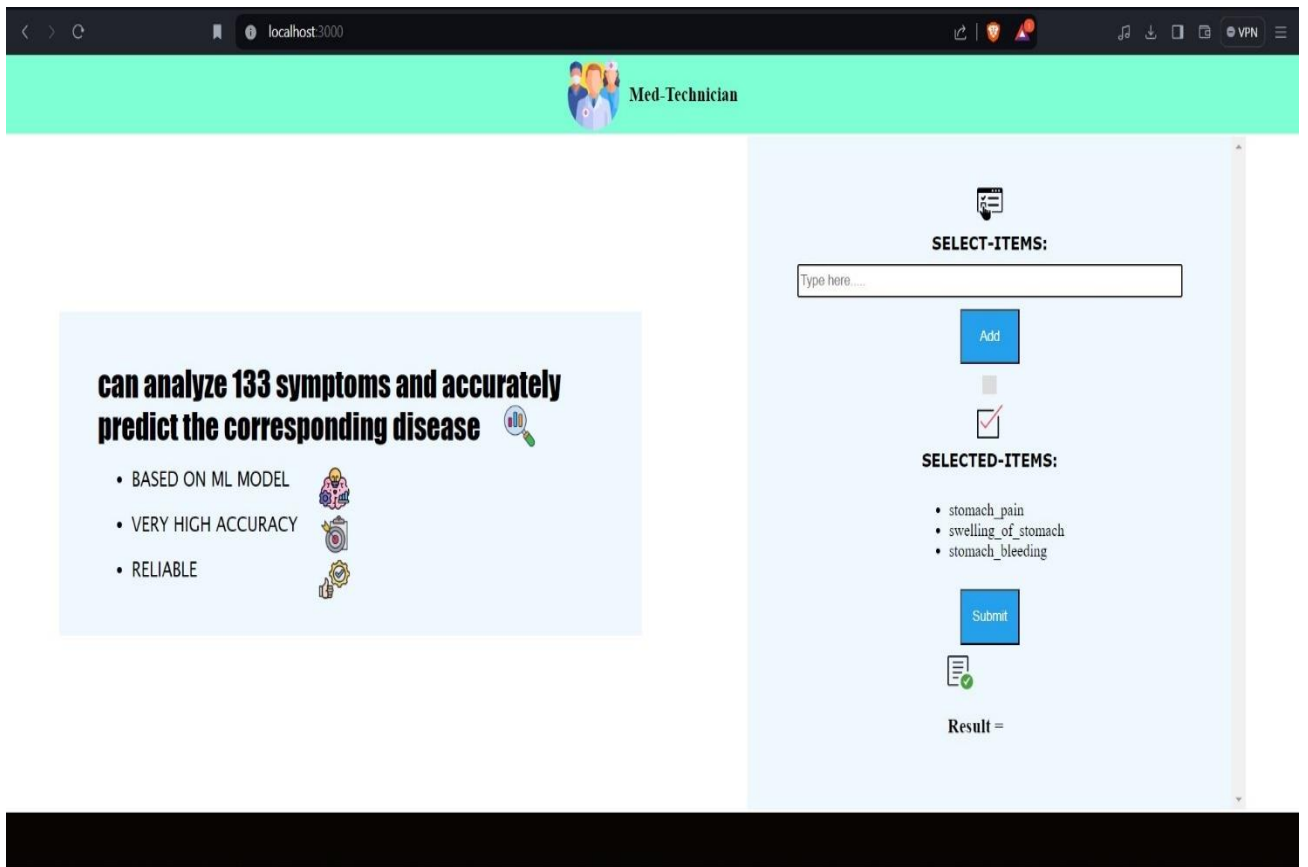 localhost:3000
VPN
Med-Technician
can analyze 133 symptoms and accurately
predict the corresponding disease
• BASED ON ML MODEL
• VERY HIGH ACCURACY
• RELIABLE
SELECT-ITEMS:
Type here.....
Add
SELECTED-ITEMS:
• stomach_pain
• swelling_of_stomach
• stomach_bleeding
Submit
Result =